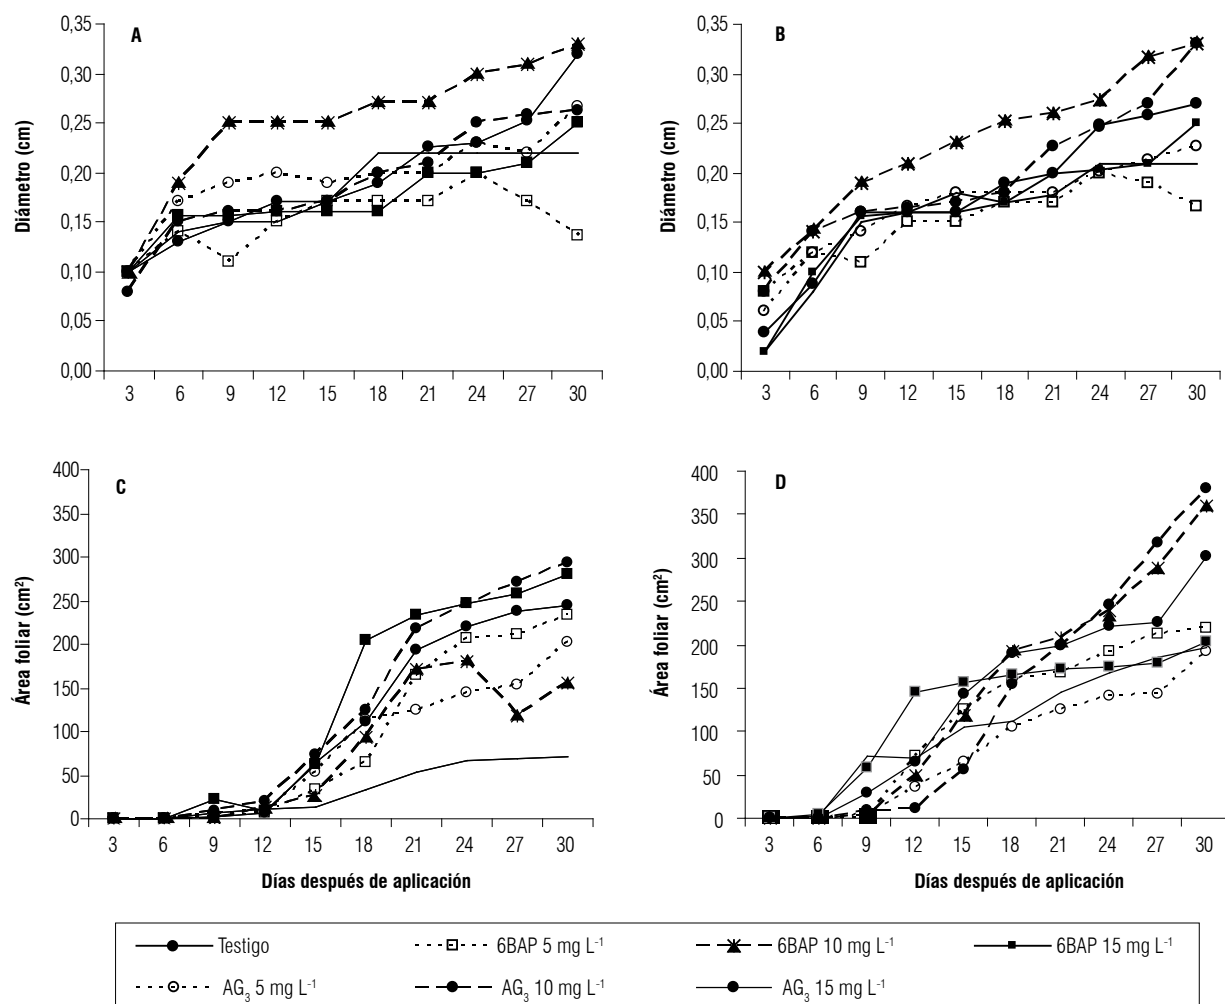 A
0,35
0,30
0,25
0,20
0,15
0,10
0,05
0,00
Diámetro (cm)
3 6 9 12 15 18 21 24 27 30
B
0,35
0,30
0,25
0,20
0,15
0,10
0,05
0,00
Diámetro (cm)
3 6 9 12 15 18 21 24 27 30
C
400
350
300
250
200
150
100
50
0
Área foliar (cm²)
3 6 9 12 15 18 21 24 27 30
Días después de aplicación
D
400
350
300
250
200
150
100
50
0
Área foliar (cm²)
3 6 9 12 15 18 21 24 27 30
Días después de aplicación
Testigo 6BAP 5 mg L⁻¹ 6BAP 10 mg L⁻¹ 6BAP 15 mg L⁻¹
AG₃ 5 mg L⁻¹ AG₃ 10 mg L⁻¹ AG₃ 15 mg L⁻¹